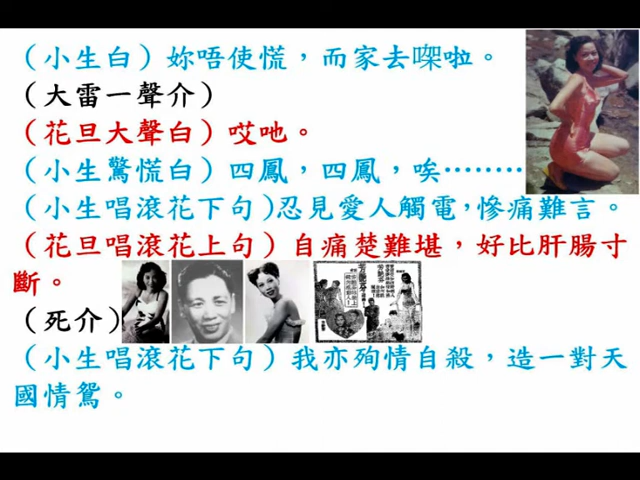 (小生白)妳唔使慌,而家去㗎啦。
(大雷一聲介)
(花旦大聲白)哎吔。
(小生驚慌白)四鳳,四鳳,唉⋯⋯⋯
(小生唱滾花下句)忍見愛人觸電,慘痛難言。
(花旦唱滾花上句)自痛楚難堪,好比肝腸寸
斷。
(死介)
(小生唱滾花下句)我亦殉情自殺,造一對天
國情鴛。